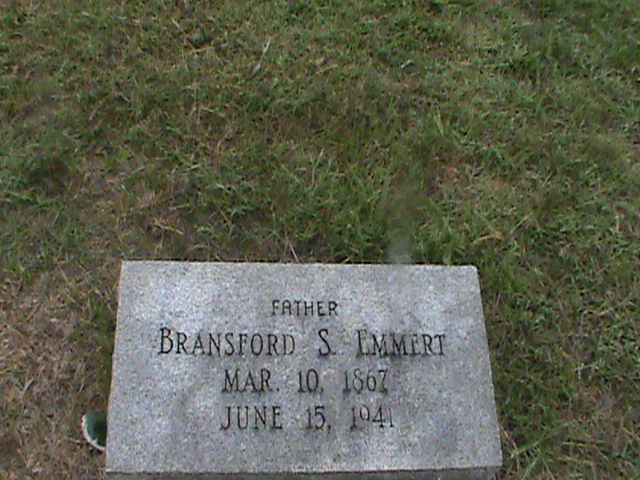 FATHER
BRANSFORD S. EMMERT
MAR. 10, 1867
JUNE 15, 1941